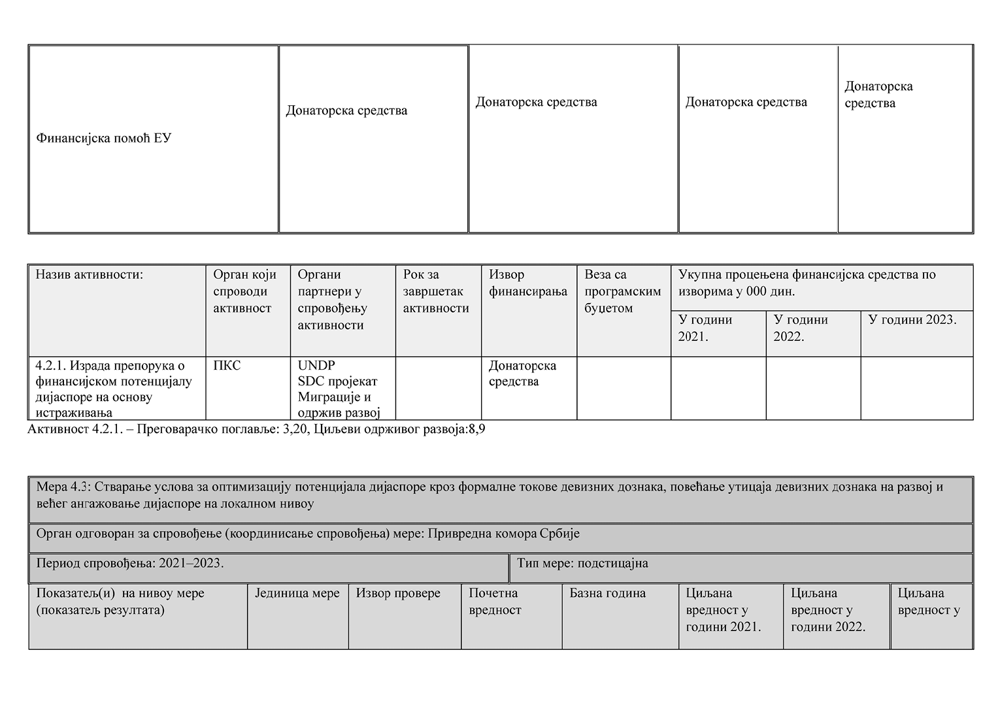 Финансијска помоћ ЕУ
Донаторска средства
Донаторска средства
Донаторска средства
Донаторска
средства
Назив активности:
Орган који
спроводи
активност
Органи
партнери у
спровођењу
активности
Рок за
завршетак
активности
Извор
финансирања
Веза са
програмским
буџетом
Укупна процењена финансијска средства по
изворима у 000 дин.
У години
2021.
У години
2022.
У години 2023.
4.2.1. Израда препорука о
финансијском потенцијалу
дијаспоре на основу
истраживања
ПКС
UNDP
SDC пројекат
Миграције и
одржив развој
Донаторска
средства
Активност 4.2.1. – Преговарачко поглавље: 3,20, Циљеви одрживог развоја:8,9
Мера 4.3: Стварање услова за оптимизацију потенцијала дијаспоре кроз формалне токове девизних дознака, повећање утицаја девизних дознака на развој и
већег ангажовање дијаспоре на локалном нивоу
Орган одговоран за спровођење (координисање спровођења) мере: Привредна комора Србије
Период спровођења: 2021–2023.
Тип мере: подстицајна
Показатељ(и) на нивоу мере
(показатељ резултата)
Јединица мере
Извор провере
Почетна
вредност
Базна година
Циљана
вредност у
години 2021.
Циљана
вредност у
години 2022.
Циљана
вредност у